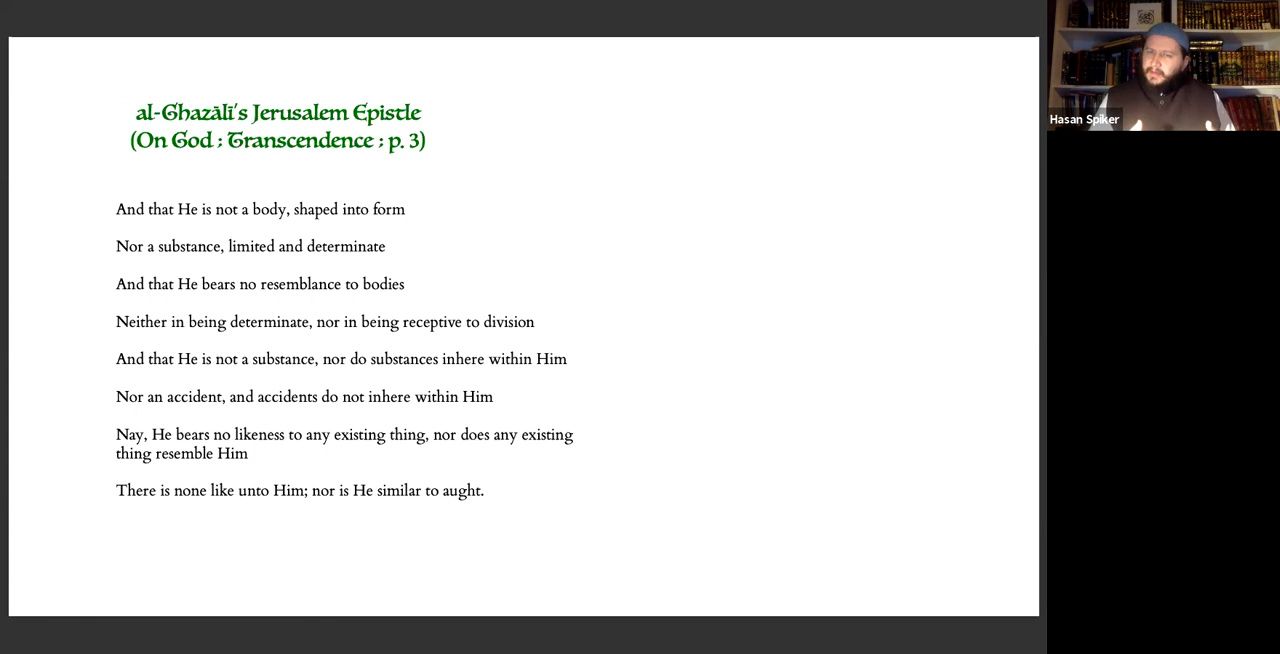 al-Ghazālī's Jerusalem Epistle
(On God ; Transcendence ; p. 3)
And that He is not a body, shaped into form
Nor a substance, limited and determinate
And that He bears no resemblance to bodies
Neither in being determinate, nor in being receptive to division
And that He is not a substance, nor do substances inhere within Him
Nor an accident, and accidents do not inhere within Him
Nay, He bears no likeness to any existing thing, nor does any existing
thing resemble Him
There is none like unto Him; nor is He similar to aught.
Hasan Spiker